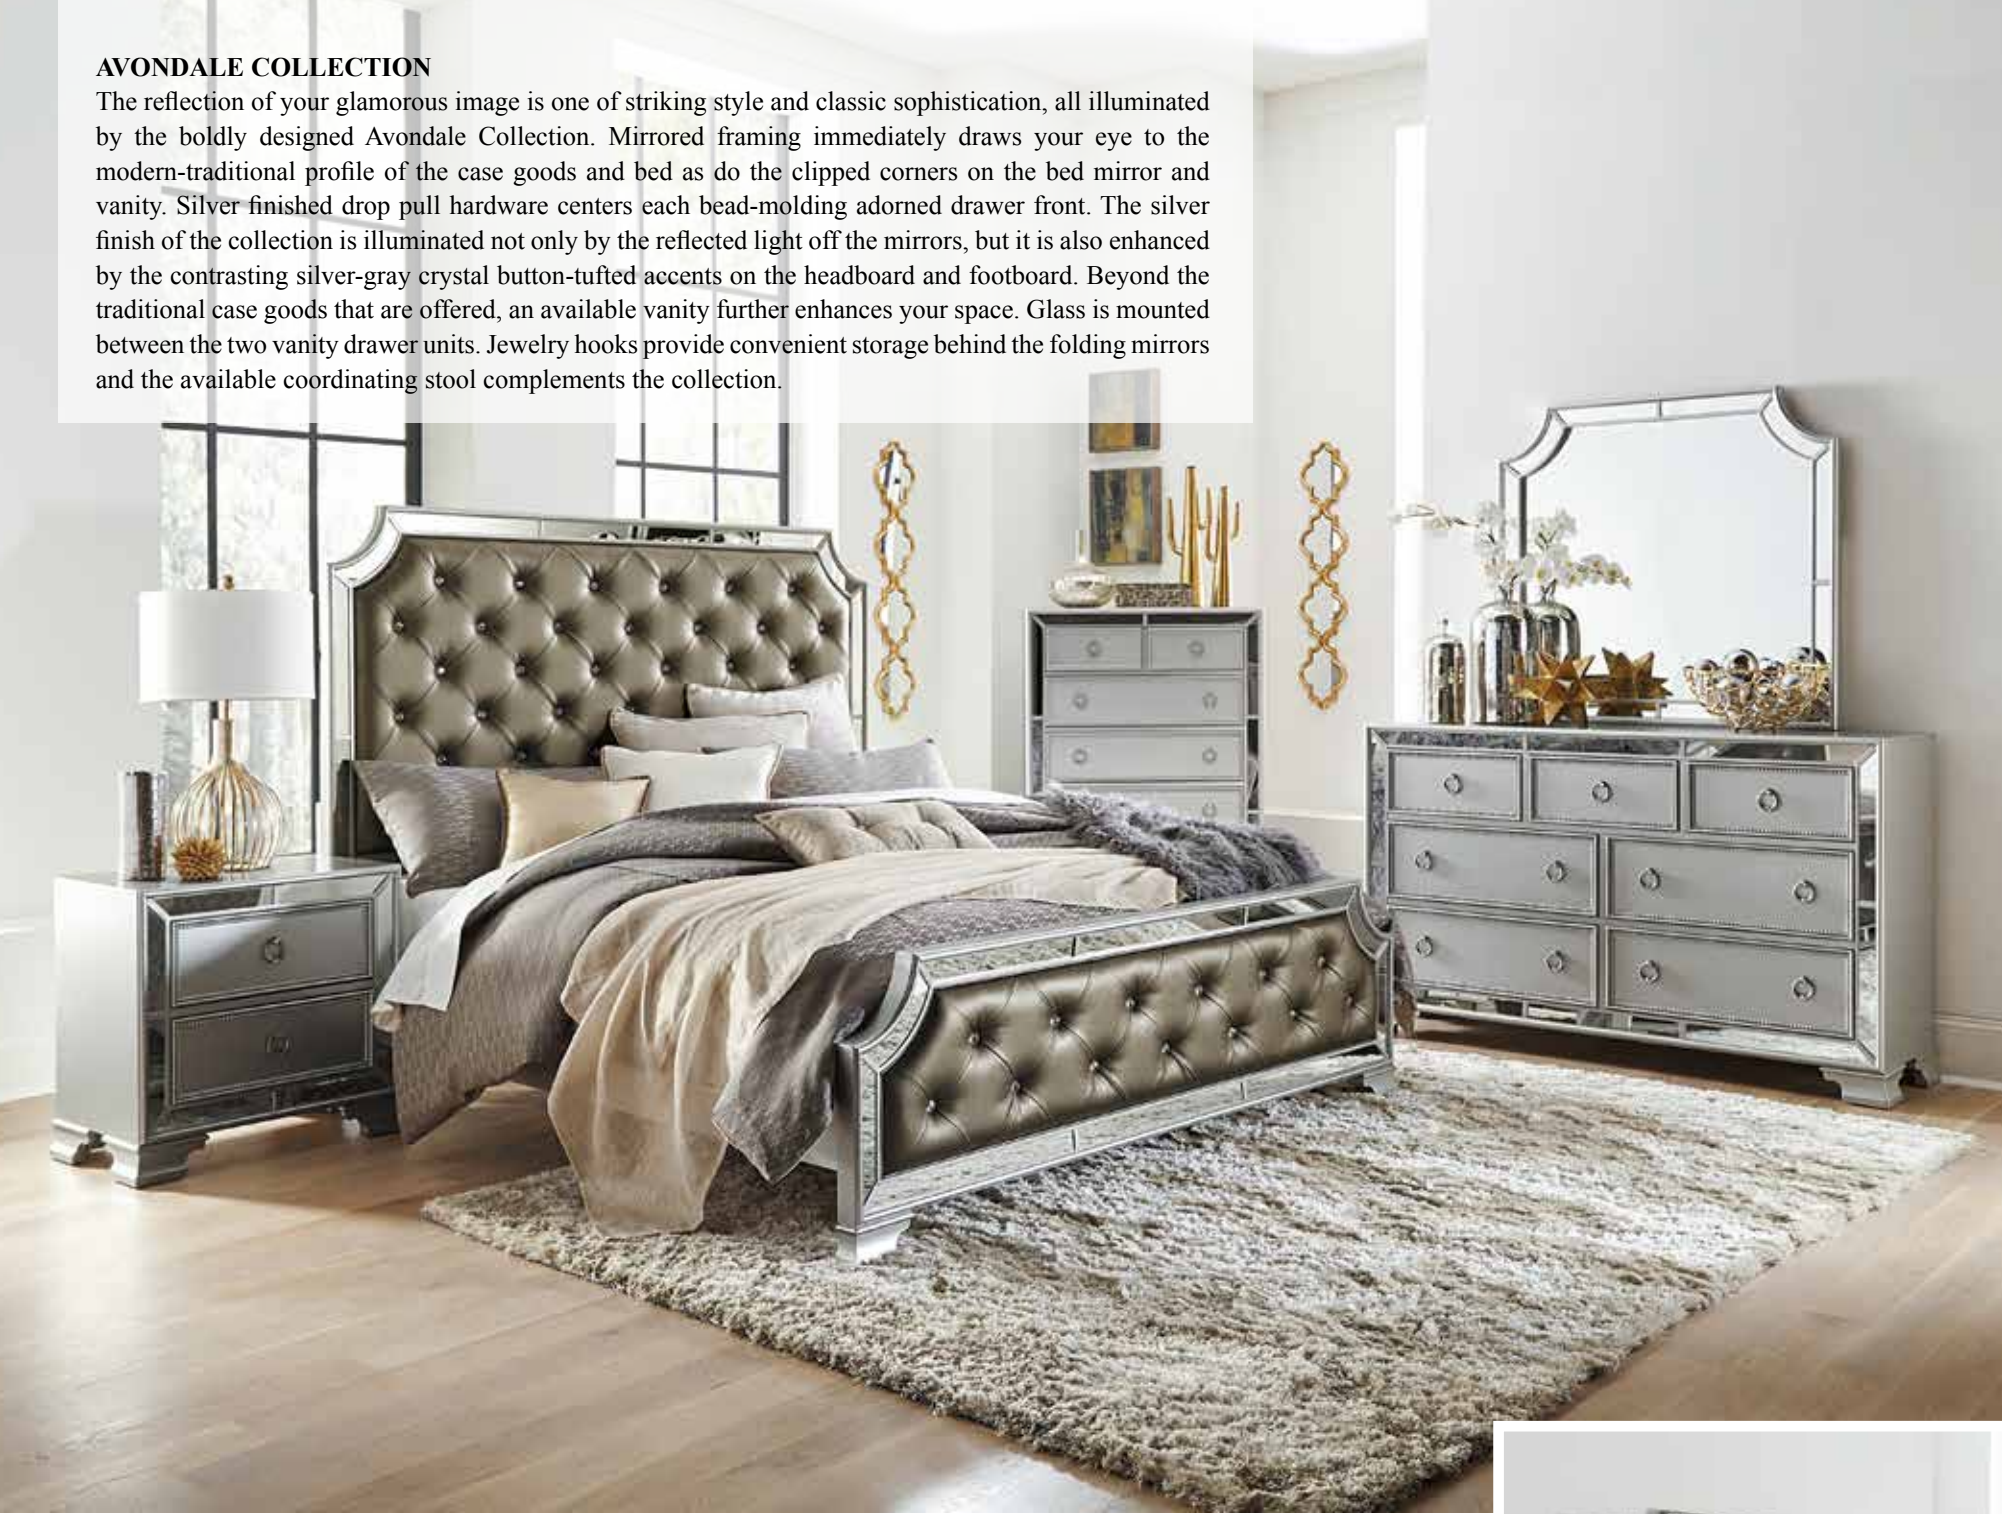 AVONDALE COLLECTION
The reflection of your glamorous image is one of striking style and classic sophistication, all illuminated
by the boldly designed Avondale Collection. Mirrored framing immediately draws your eye to the
modern-traditional profile of the case goods and bed as do the clipped corners on the bed mirror and
vanity. Silver finished drop pull hardware centers each bead-molding adorned drawer front. The silver
finish of the collection is illuminated not only by the reflected light off the mirrors, but it is also enhanced
by the contrasting silver-gray crystal button-tufted accents on the headboard and footboard. Beyond the
traditional case goods that are offered, an available vanity further enhances your space. Glass is mounted
between the two vanity drawer units. Jewelry hooks provide convenient storage behind the folding mirrors
and the available coordinating stool complements the collection.